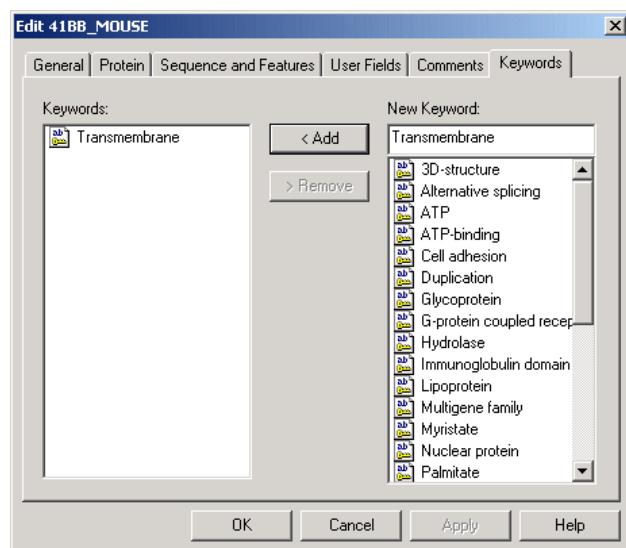 Edit 41BB_MOUSE
General Protein Sequence and Features User Fields Comments Keywords
Keywords:
Transmembrane
< Add
> Remove
New Keyword:
Transmembrane
3D-structure
Alternative splicing
ATP
ATP-binding
Cell adhesion
Duplication
Glycoprotein
G-protein coupled recep
Hydrolase
Immunoglobulin domain
Lipoprotein
Multigene family
Myristate
Nuclear protein
Palmitate
OK Cancel Apply Help